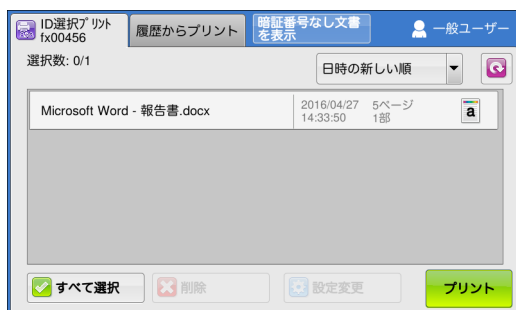 ID選択プリント
fx00456
履歴からプリント
暗証番号なし文書
を表示
一般ユーザー
選択数: 0/1
日時の新しい順
Microsoft Word - 報告書.docx
2016/04/27 5ページ
14:33:50 1部
a
すべて選択
削除
設定変更
プリント